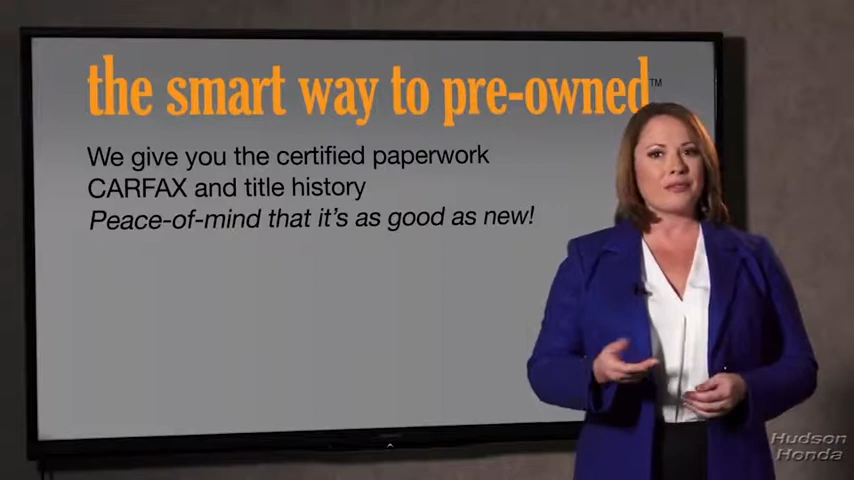 the smart way to pre-owned™
We give you the certified paperwork
CARFAX and title history
Peace-of-mind that it's as good as new!
Hudson
Honda